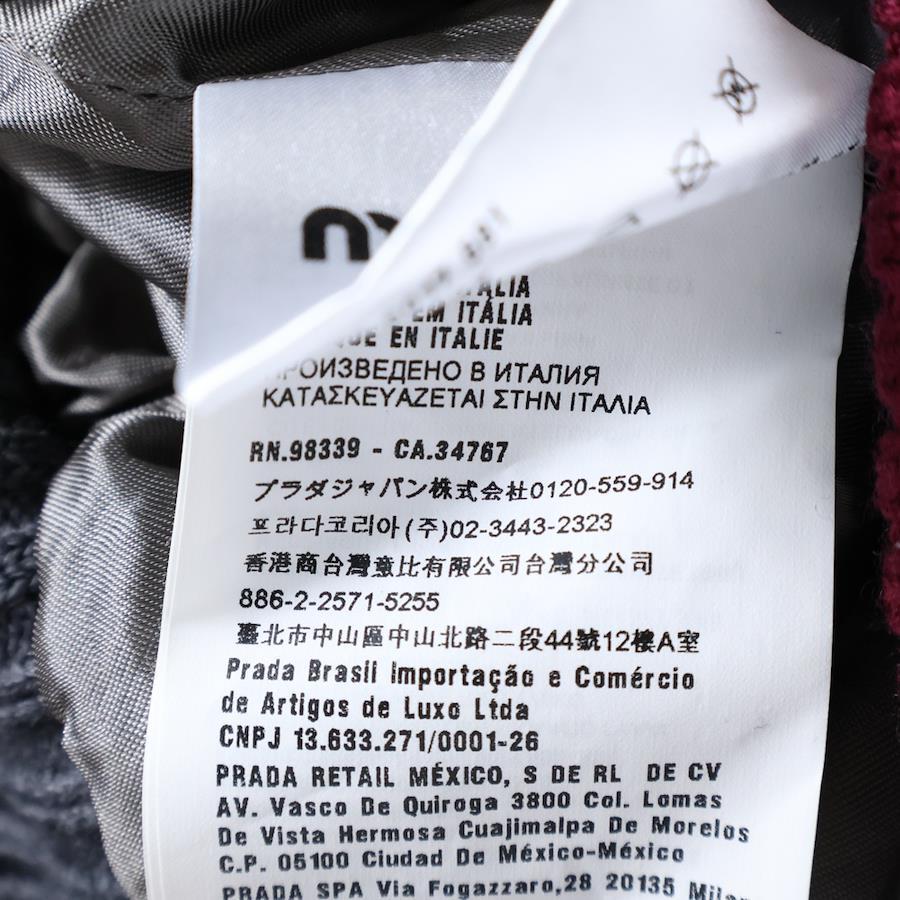 ITALIA
EM ITÁLIA
EN ITALIE
ПРОИЗВЕДЕНО В ИТАЛИЯ
ΚΑΤΑΣΚΕΥΑΖΕΤΑΙ ΣΤΗΝ ΙΤΑΛΙΑ
RN.98339 - CA.34767
プラダジャパン株式会社0120-559-914
프라다코리아(주)02-3443-2323
香港商台灣意比有限公司台灣分公司
886-2-2571-5255
臺北市中山區中山北路二段44號12樓A室
Prada Brasil Importação e Comércio
de Artigos de Luxo Ltda
CNPJ 13.633.271/0001-26
PRADA RETAIL MÉXICO, S DE RL DE CV
AV. Vasco De Quiroga 3800 Col. Lomas
De Vista Hermosa Cuajimalpa De Morelos
C.P. 05100 Ciudad De México-México
PRADA SPA Via Fogazzaro,28 20135 Milan